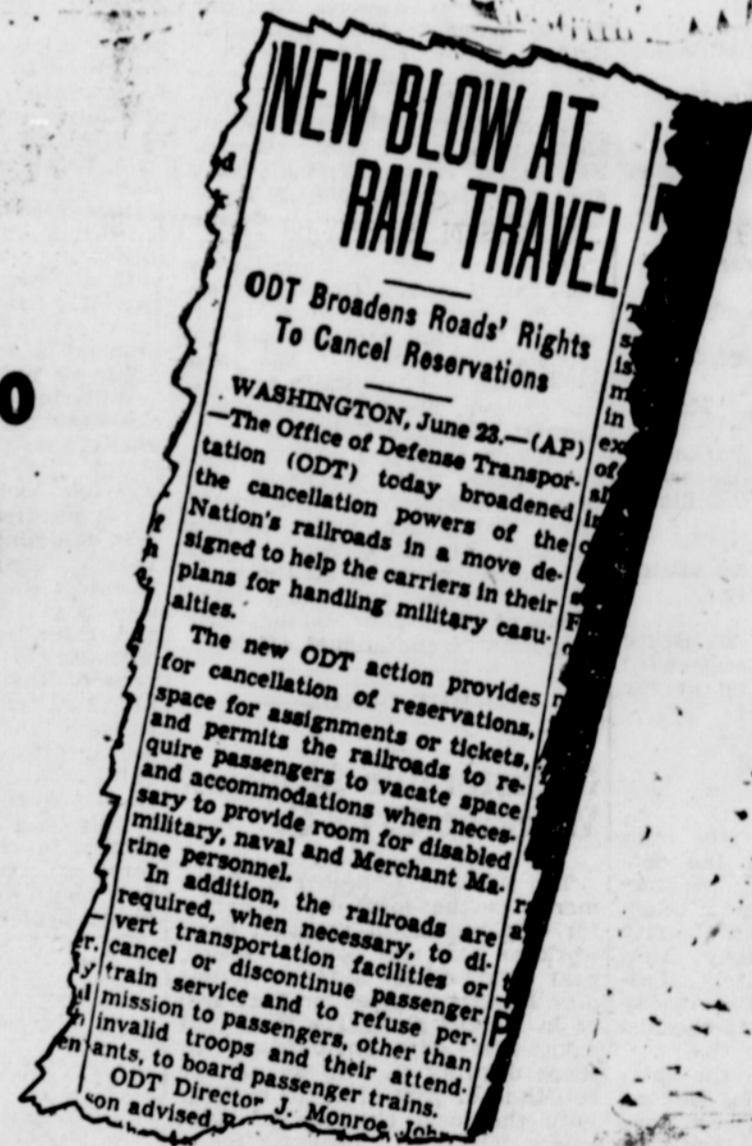 NEW BLOW AT
RAIL TRAVEL
ODT Broadens Roads' Rights
To Cancel Reservations
WASHINGTON, June 23.—(AP)
—The Office of Defense Transpor-
tation (ODT) today broadened
the cancellation powers of the
Nation's railroads in a move de-
signed to help the carriers in their
plans for handling military casu-
alties.
The new ODT action provides
for cancellation of reservations,
space for assignments or tickets,
and permits the railroads to re-
quire passengers to vacate space
and accommodations when neces-
sary to provide room for disabled
military, naval and Merchant Ma-
rine personnel.
In addition, the railroads are
required, when necessary, to di-
vert transportation facilities or
cancel or discontinue passenger
train service and to refuse per-
mission to passengers, other than
invalid troops and their attend-
ants, to board passenger trains.
ODT Director J. Monroe John
son advised